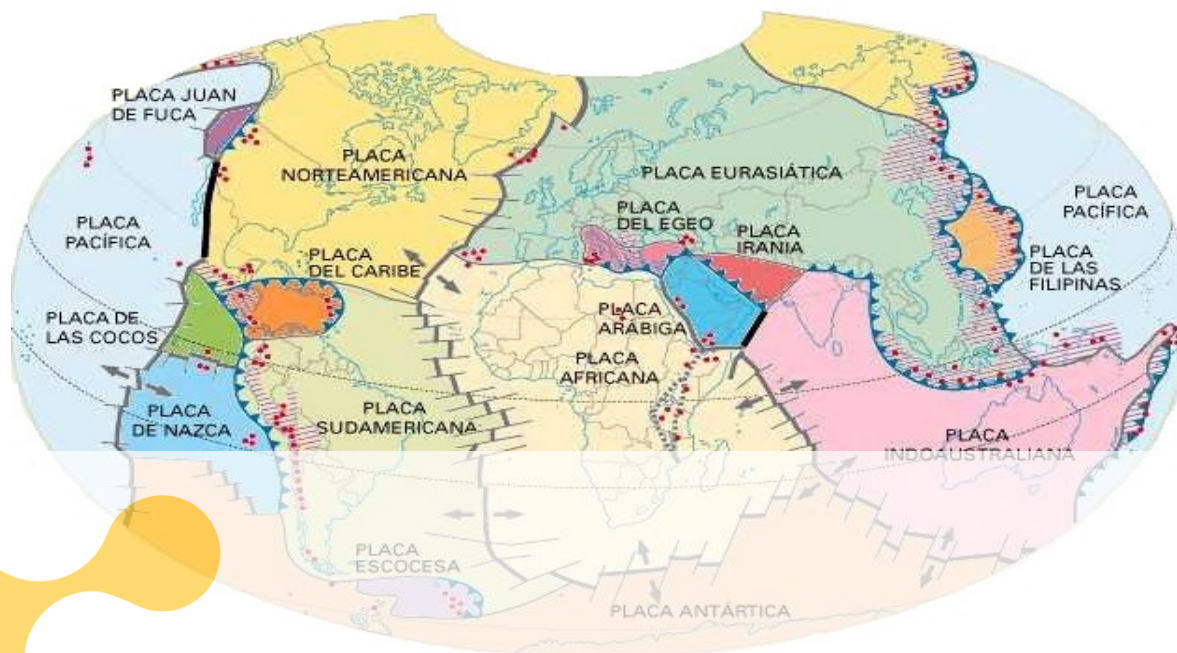 PLACA JUAN
DE FUCA
PLACA
NORTEAMERICANA
PLACA EURASIÁTICA
PLACA
PACÍFICA
PLACA
DEL CARIBE
PLACA
DEL EGEO
PLACA
IRANIA
PLACA
PACÍFICA
PLACA
DE LAS
FILIPINAS
PLACA DE
LAS COCOS
PLACA
ARÁBIGA
PLACA
AFRICANA
PLACA
DE NAZCA
PLACA
SUDAMERICANA
PLACA
INDOAUSTRALIANA
PLACA
ESCOCESA
PLACA ANTÁRTICA